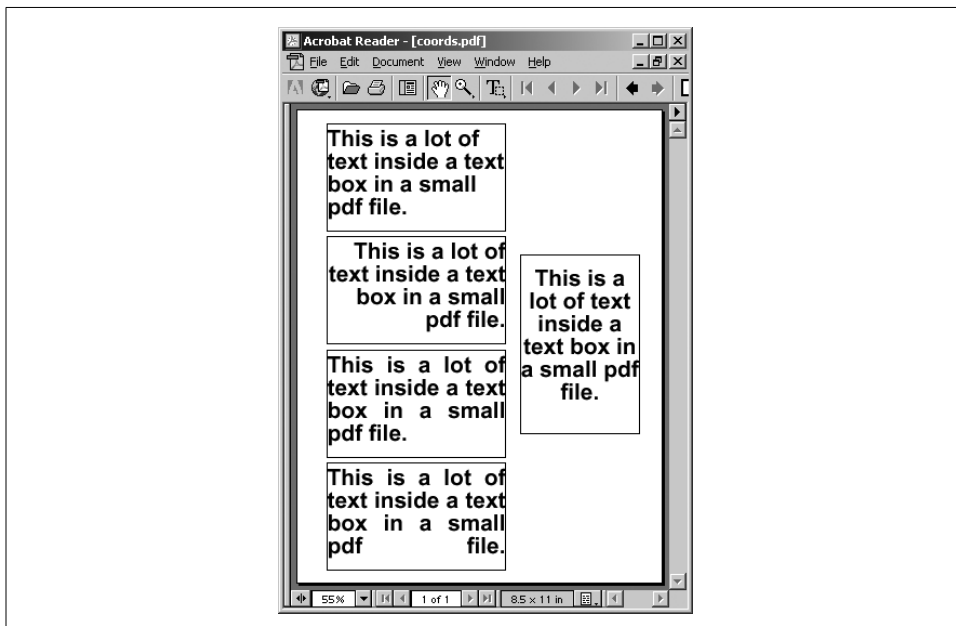 Acrobat Reader - [coords.pdf]
File Edit Document View Window Help
This is a lot of
text inside a text
box in a small
pdf file.
This is a lot of
text inside a text
box in a small
pdf file.
This is a lot of
text inside a text
box in a small
pdf file.
This is a lot of
text inside a text
box in a small
pdf file.
This is a
lot of text
inside a
text box in
a small pdf
file.
55% 1 of 1 8.5 x 11 in